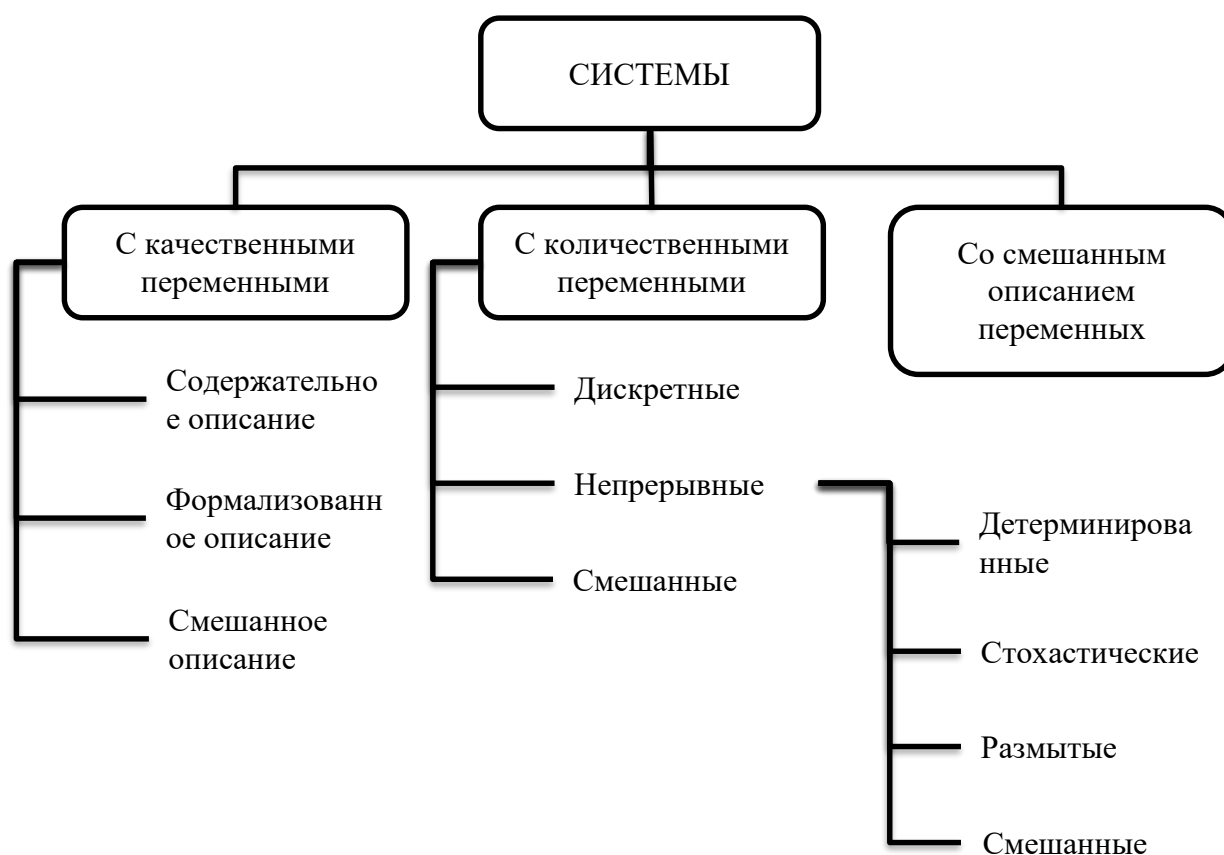 СИСТЕМЫ
С качественными
переменными
С количественными
переменными
Со смешанным
описанием
переменных
Содержательно
е описание
Формализованн
ое описание
Смешанное
описание
Дискретные
Непрерывные
Смешанные
Детерминирова
нные
Стохастические
Размытые
Смешанные